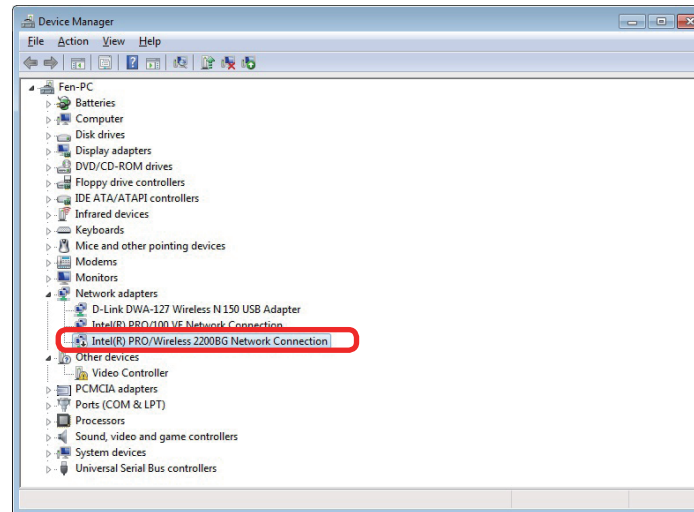 Device Manager
File Action View Help
Fen-PC
Batteries
Computer
Disk drives
Display adapters
DVD/CD-ROM drives
Floppy drive controllers
IDE ATA/ATAPI controllers
Infrared devices
Keyboards
Mice and other pointing devices
Modems
Monitors
Network adapters
D-Link DWA-127 Wireless N 150 USB Adapter
Intel(R) PRO/100 VE Network Connection
Intel(R) PRO/Wireless 2200BG Network Connection
Other devices
Video Controller
PCMCIA adapters
Ports (COM & LPT)
Processors
Sound, video and game controllers
System devices
Universal Serial Bus controllers